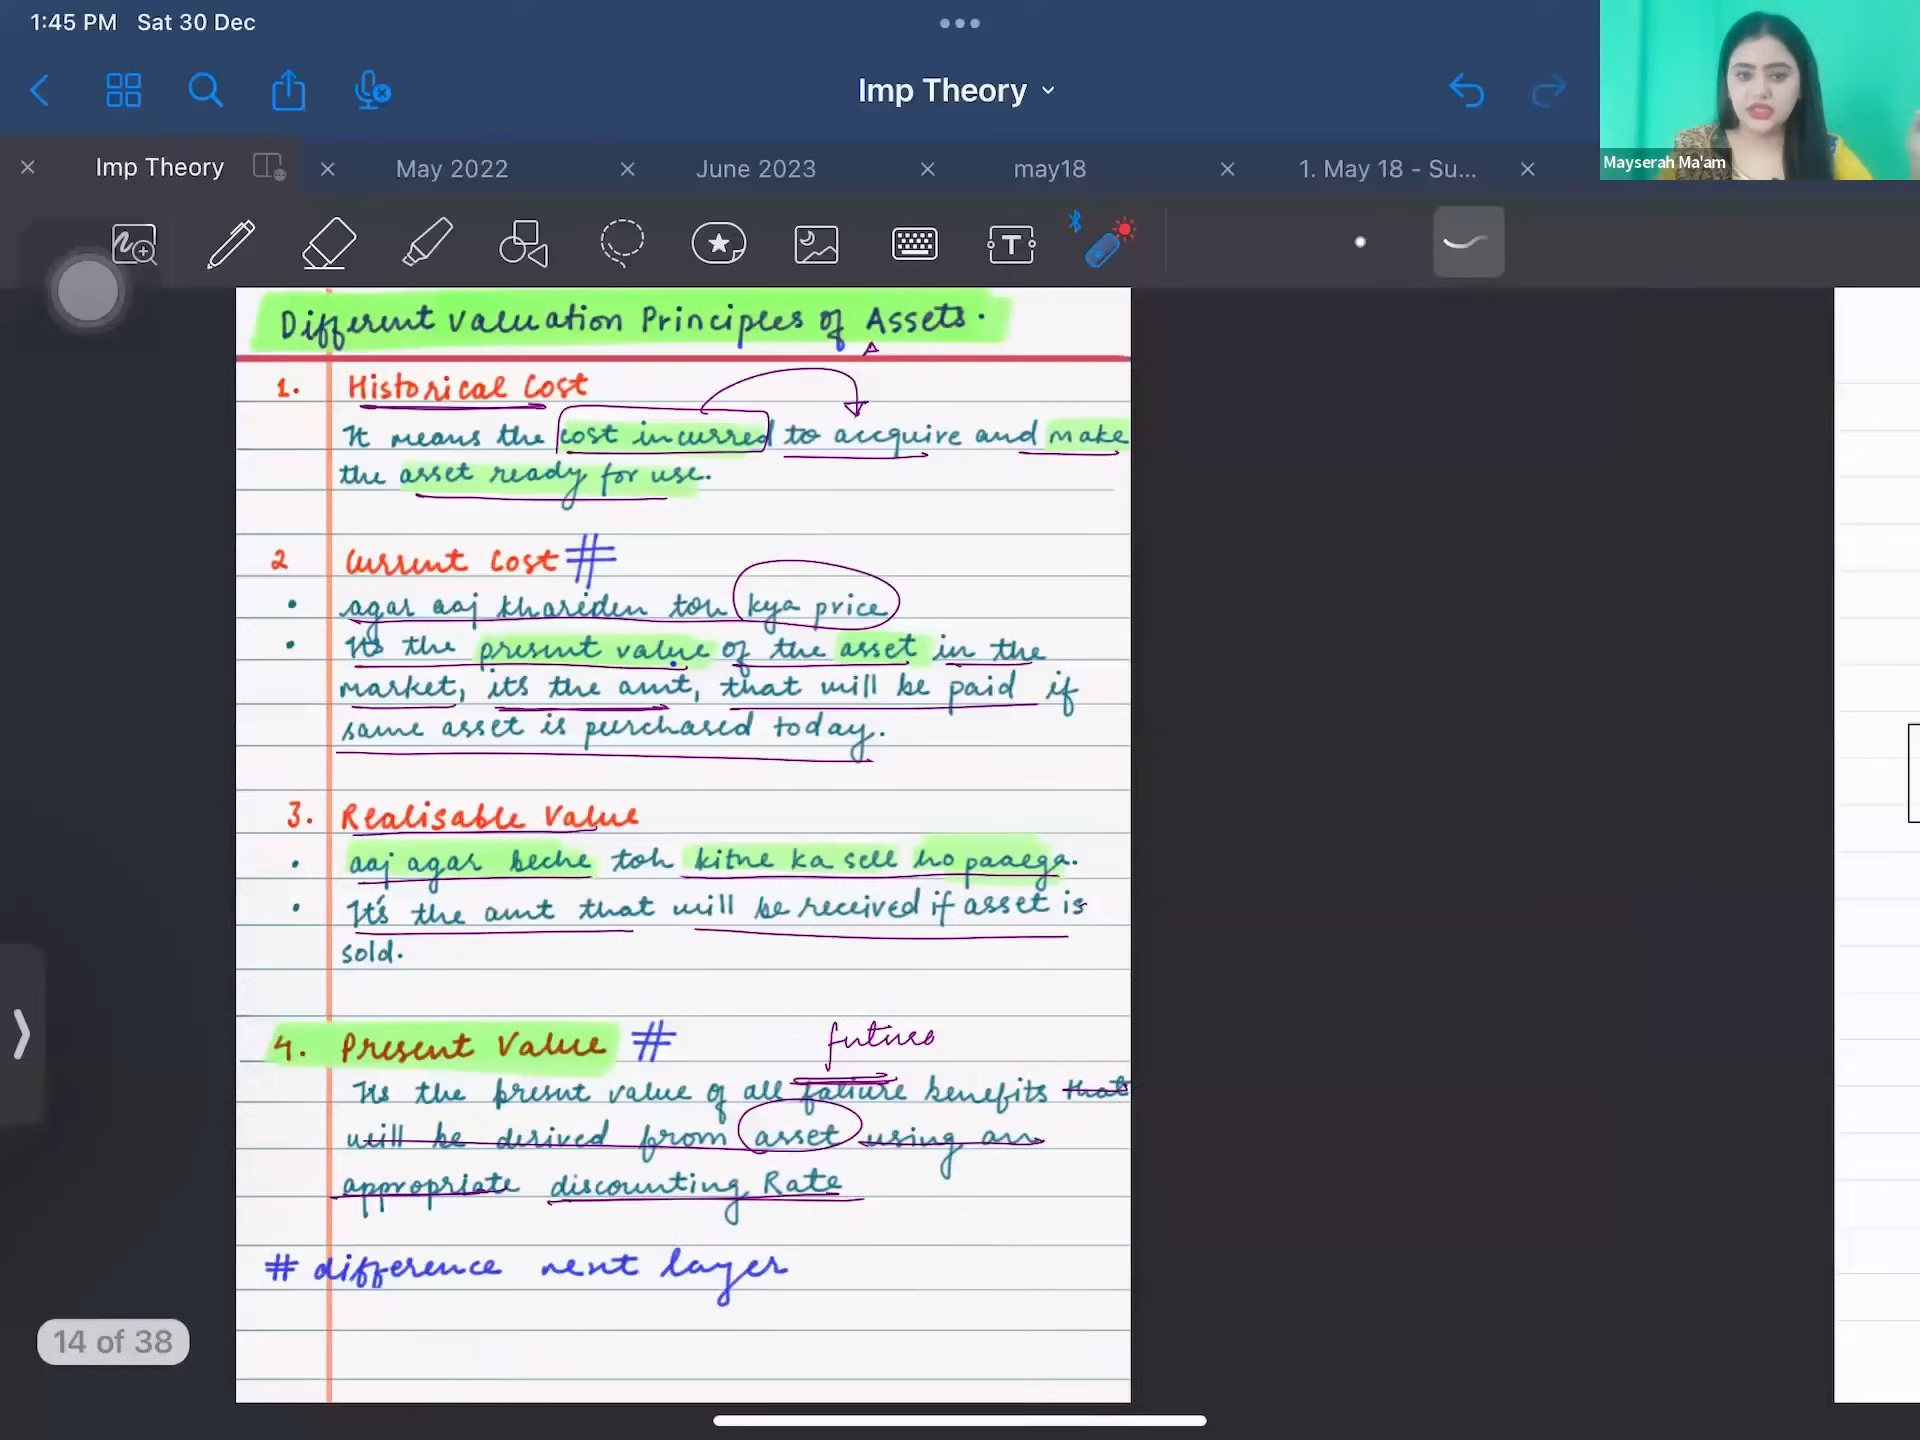 1:45 PM Sat 30 Dec
Imp Theory
Mayserah Ma'am
Imp Theory
May 2022
June 2023
may18
1. May 18 - Su...
T
Different Valuation Principles of Assets.
1. Historical Cost
It means the cost incurred to accquire and make
the asset ready for use.
2 Current Cost #
• agar aaj khariden toh kya price
• Its the present value of the asset in the
market, its the amt, that will be paid if
same asset is purchased today.
3. Realisable Value
• aaj agar beche toh kitne ka sell ho paaega.
• It's the amt that will be received if asset is
sold.
4. Present Value #
future
Its the present value of all future benefits that
will be derived from asset using an
appropriate discounting Rate
# difference next layer
14 of 38